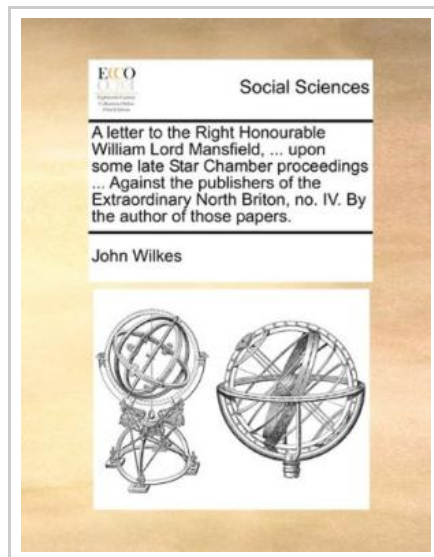 ECCO
Social Sciences
A letter to the Right Honourable
William Lord Mansfield, ... upon
some late Star Chamber proceedings
... Against the publishers of the
Extraordinary North Briton, no. IV. By
the author of those papers.
John Wilkes